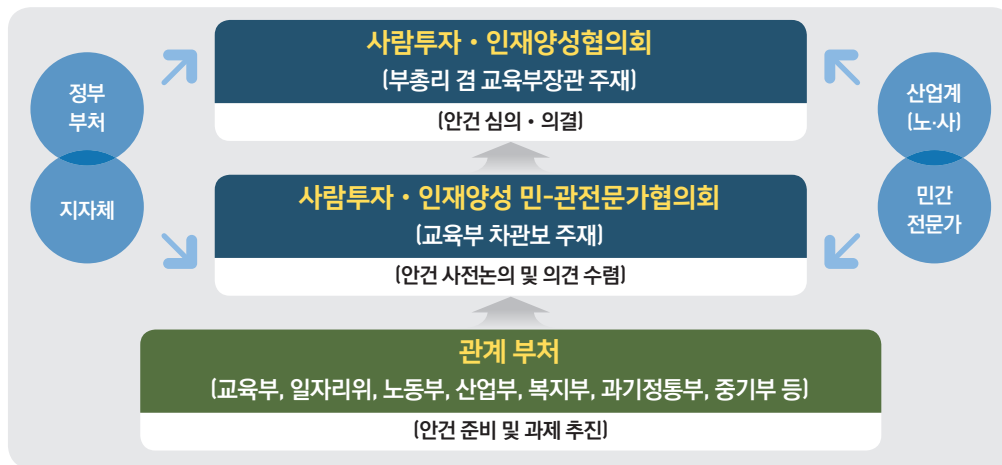 사람투자・인재양성협의회
(부총리 겸 교육부장관 주재)
(안건 심의・의결)
정부
부처
지자체
산업계
(노·사)
민간
전문가
사람투자・인재양성 민-관전문가협의회
(교육부 차관보 주재)
(안건 사전논의 및 의견 수렴)
관계 부처
(교육부, 일자리위, 노동부, 산업부, 복지부, 과기정통부, 중기부 등)
(안건 준비 및 과제 추진)